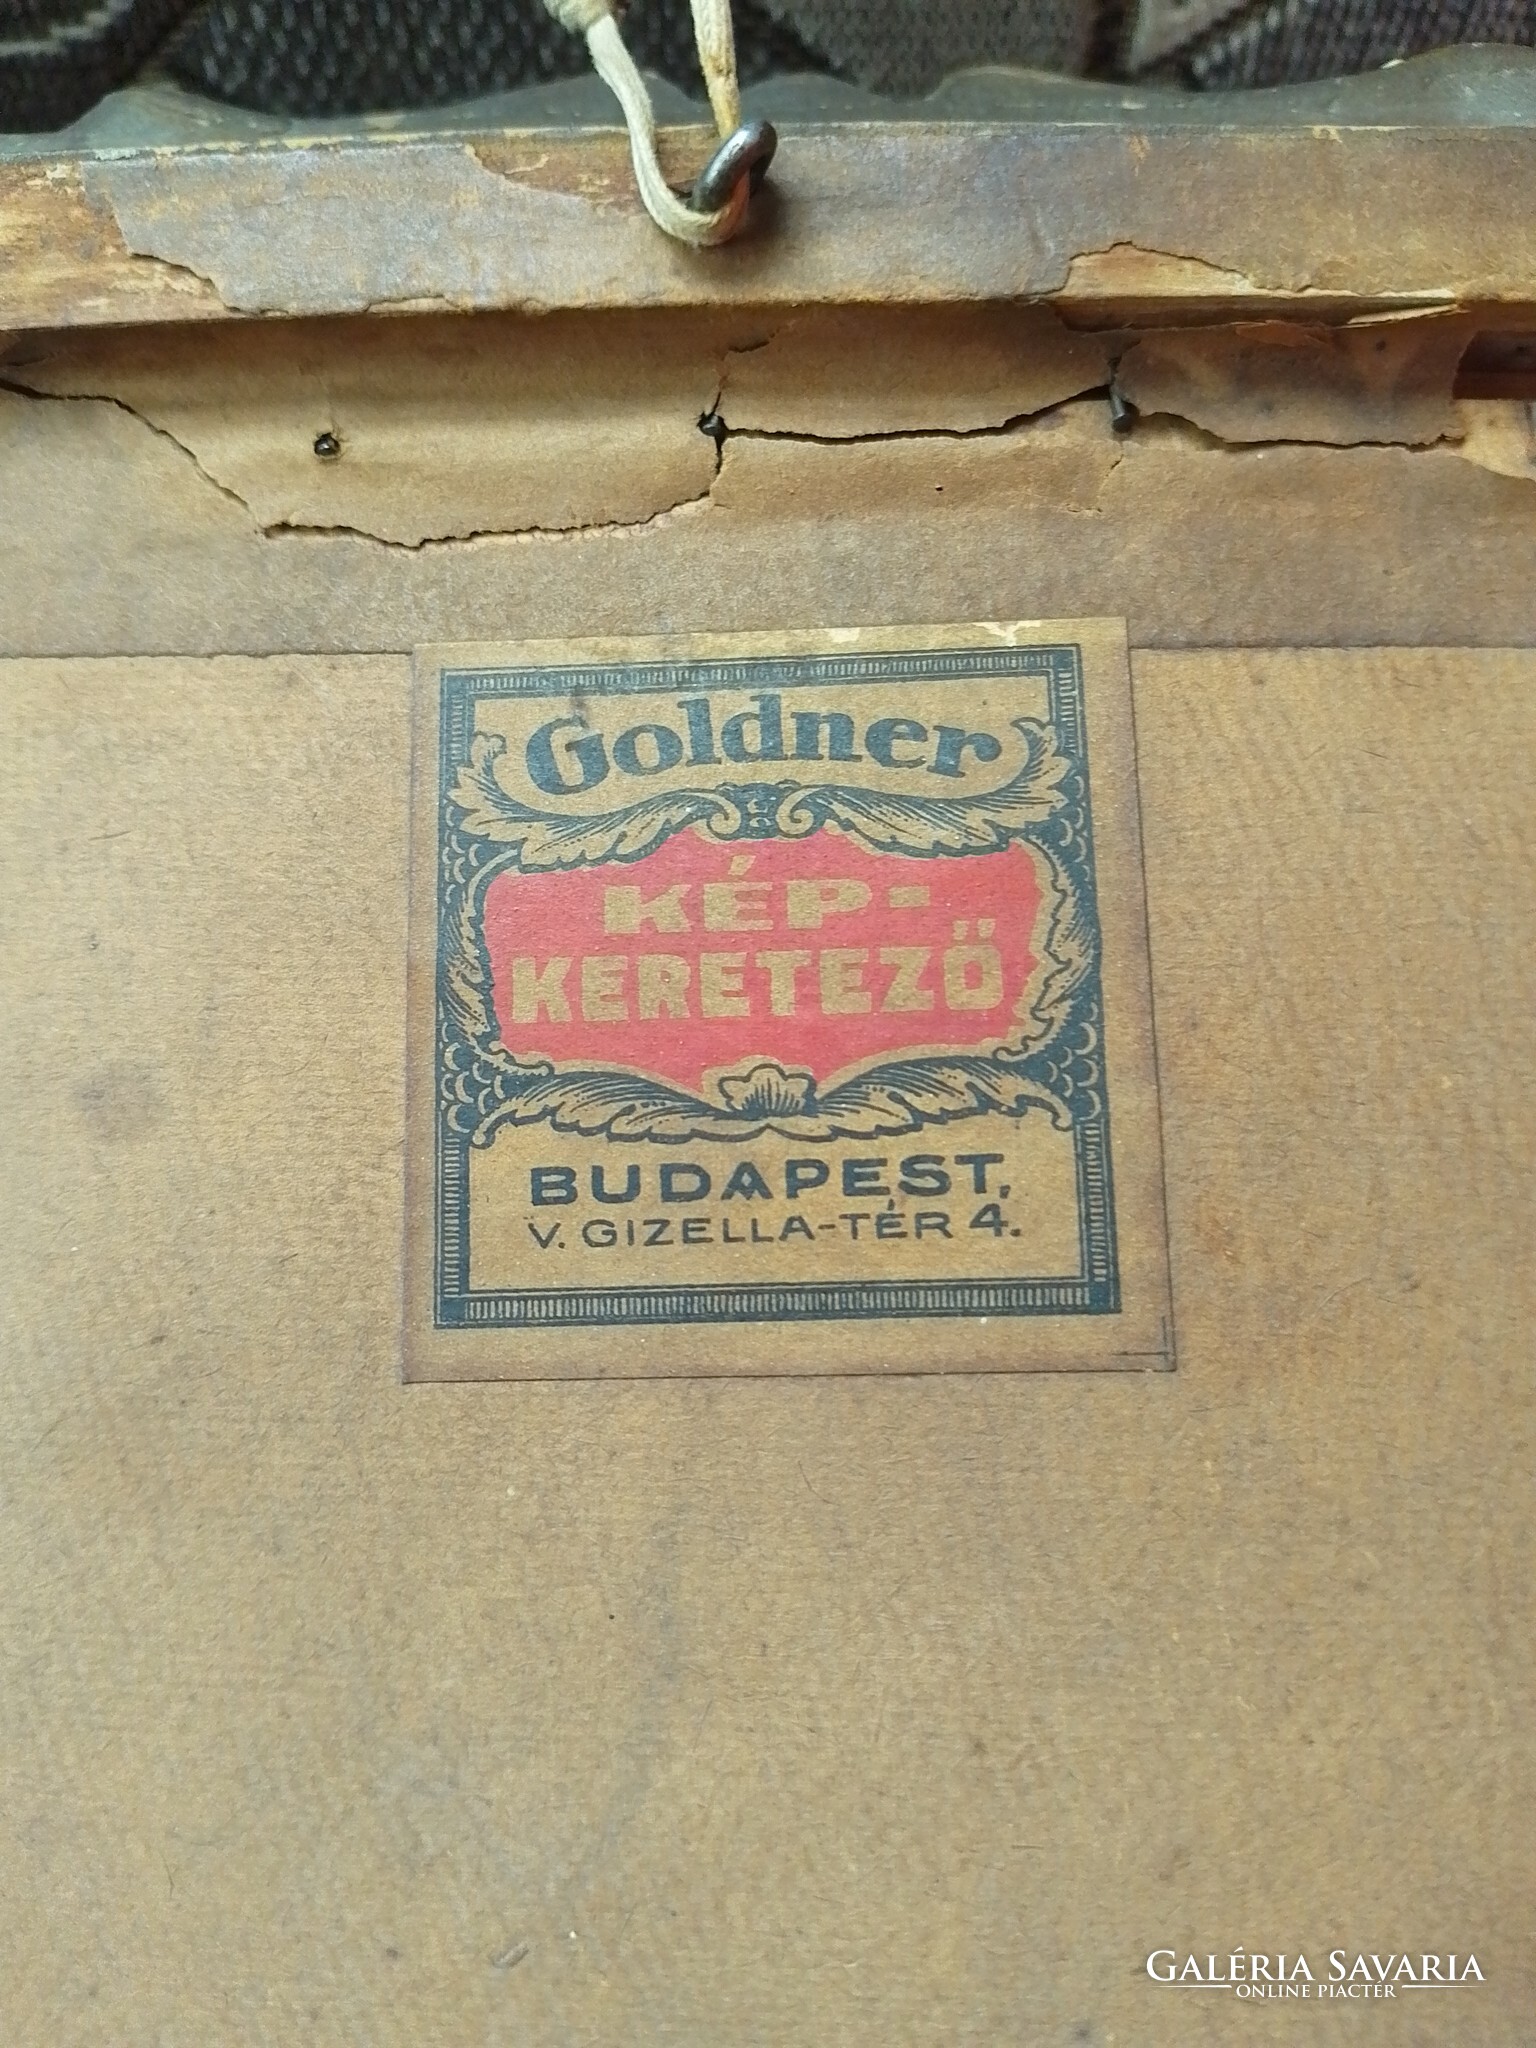 Goldner
KÉP-
KERETEZŐ
BUDAPEST,
V. GIZELLA-TÉR 4.
GALÉRIA SAVARIA
ONLINE PIACTÉR